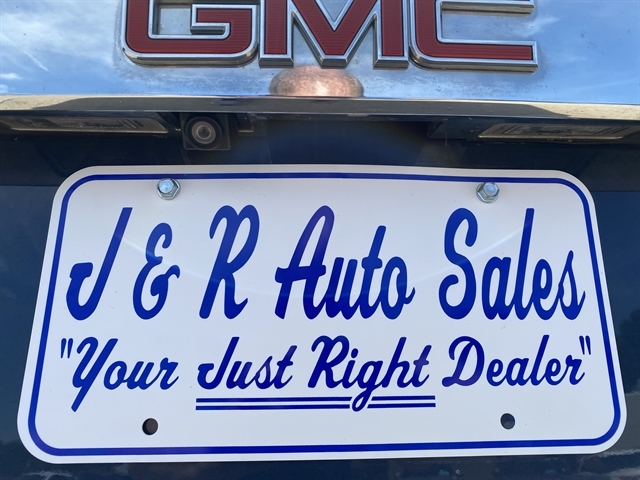 GMC
J & R Auto Sales
"Your Just Right Dealer"